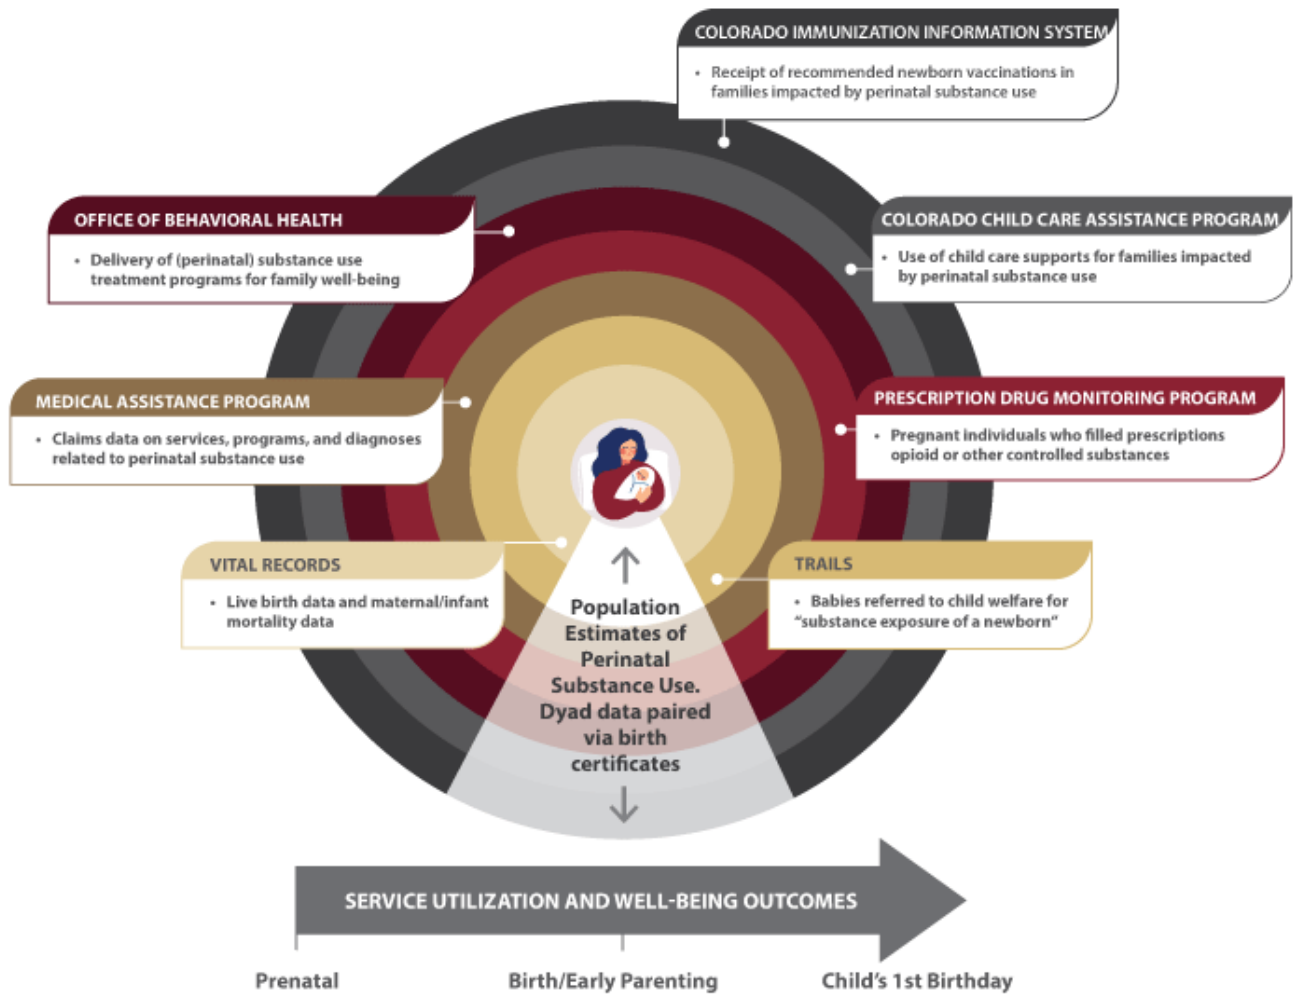 COLORADO IMMUNIZATION INFORMATION SYSTEM
• Receipt of recommended newborn vaccinations in
families impacted by perinatal substance use
OFFICE OF BEHAVIORAL HEALTH
• Delivery of (perinatal) substance use
treatment programs for family well-being
COLORADO CHILD CARE ASSISTANCE PROGRAM
• Use of child care supports for families impacted
by perinatal substance use
MEDICAL ASSISTANCE PROGRAM
• Claims data on services, programs, and diagnoses
related to perinatal substance use
PRESCRIPTION DRUG MONITORING PROGRAM
• Pregnant individuals who filled prescriptions
opioid or other controlled substances
VITAL RECORDS
• Live birth data and maternal/infant
mortality data
TRAILS
• Babies referred to child welfare for
“substance exposure of a newborn”
Population
Estimates of
Perinatal
Substance Use.
Dyad data paired
via birth
certificates
SERVICE UTILIZATION AND WELL-BEING OUTCOMES
Prenatal
Birth/Early Parenting
Child’s 1st Birthday